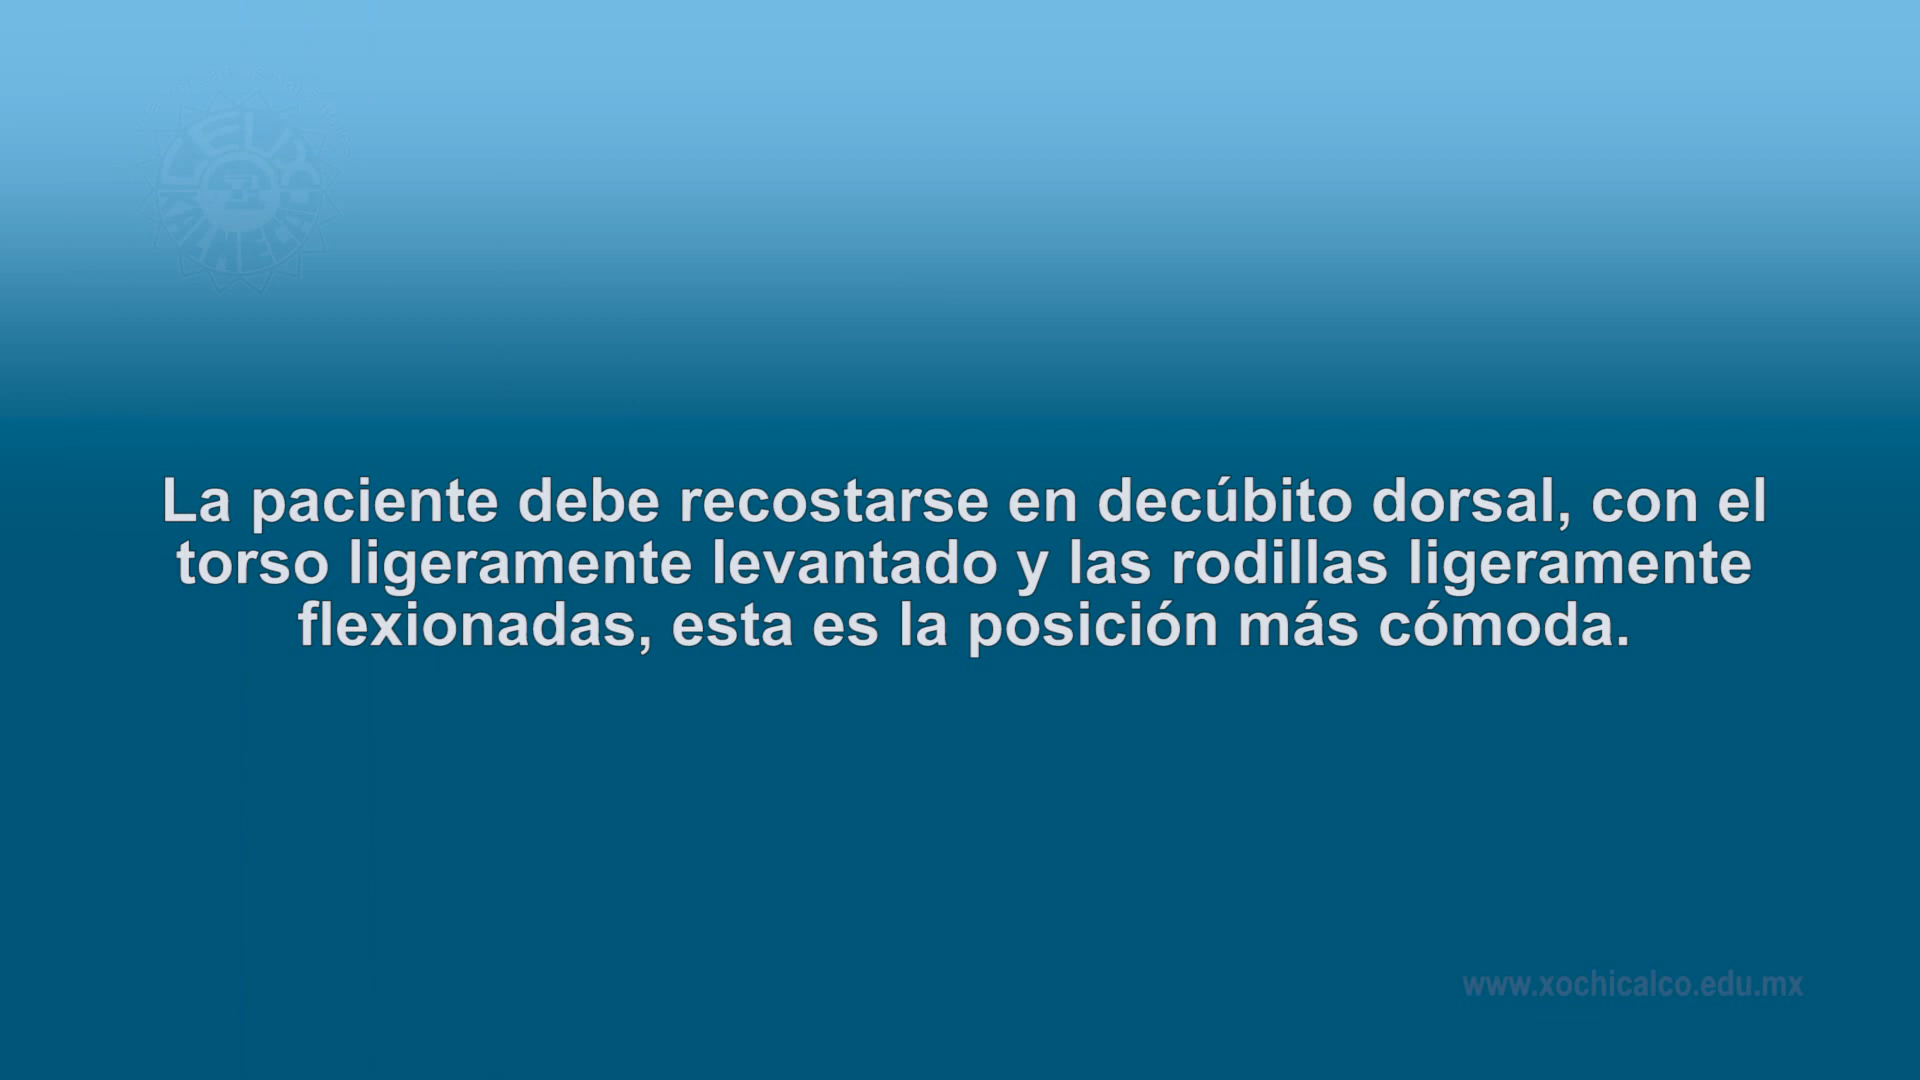 La paciente debe recostarse en decúbito dorsal, con el
torso ligeramente levantado y las rodillas ligeramente
flexionadas, esta es la posición más cómoda.
www.xochicalco.edu.mx